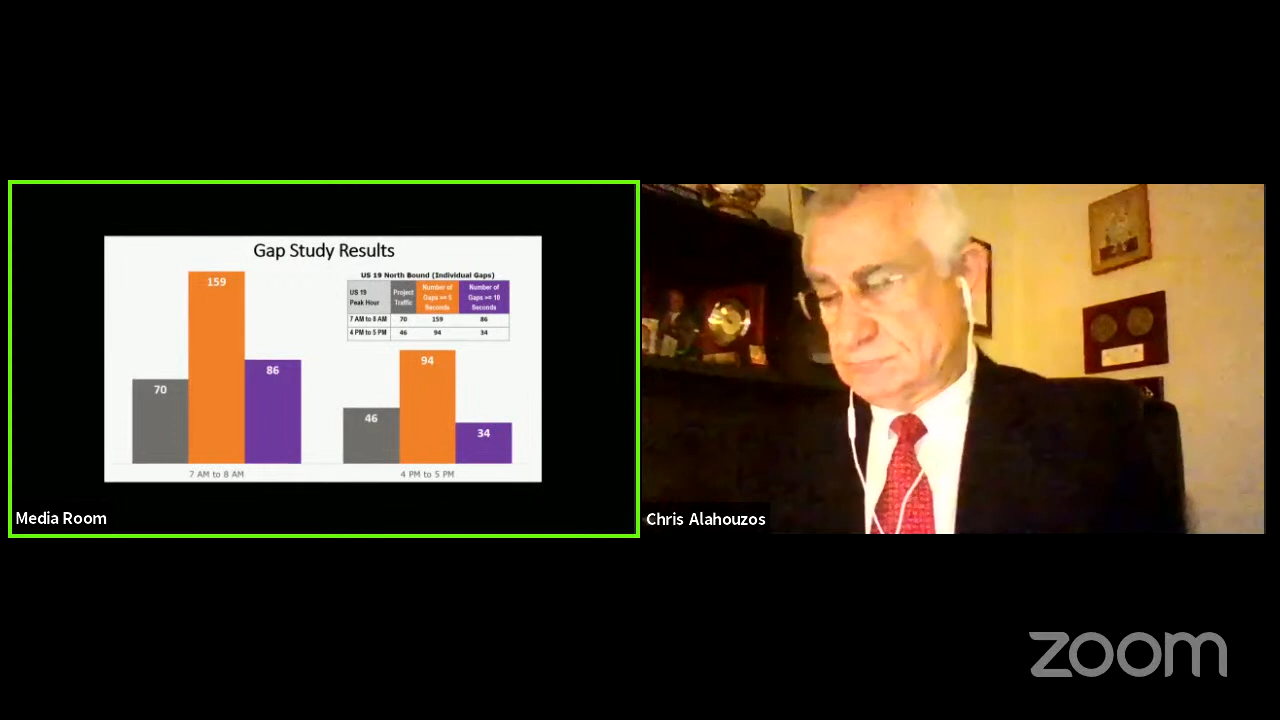 Gap Study Results
159
70
86
7 AM to 8 AM
94
46
34
4 PM to 5 PM
US 19 North Bound (Individual Gaps)
US 19 Peak Hour
Project Traffic
Number of Gaps >= 5 Seconds
Number of Gaps >= 10 Seconds
7 AM to 8 AM 70 159 86
4 PM to 5 PM 46 94 34
Media Room
Chris Alahouzos
zoom